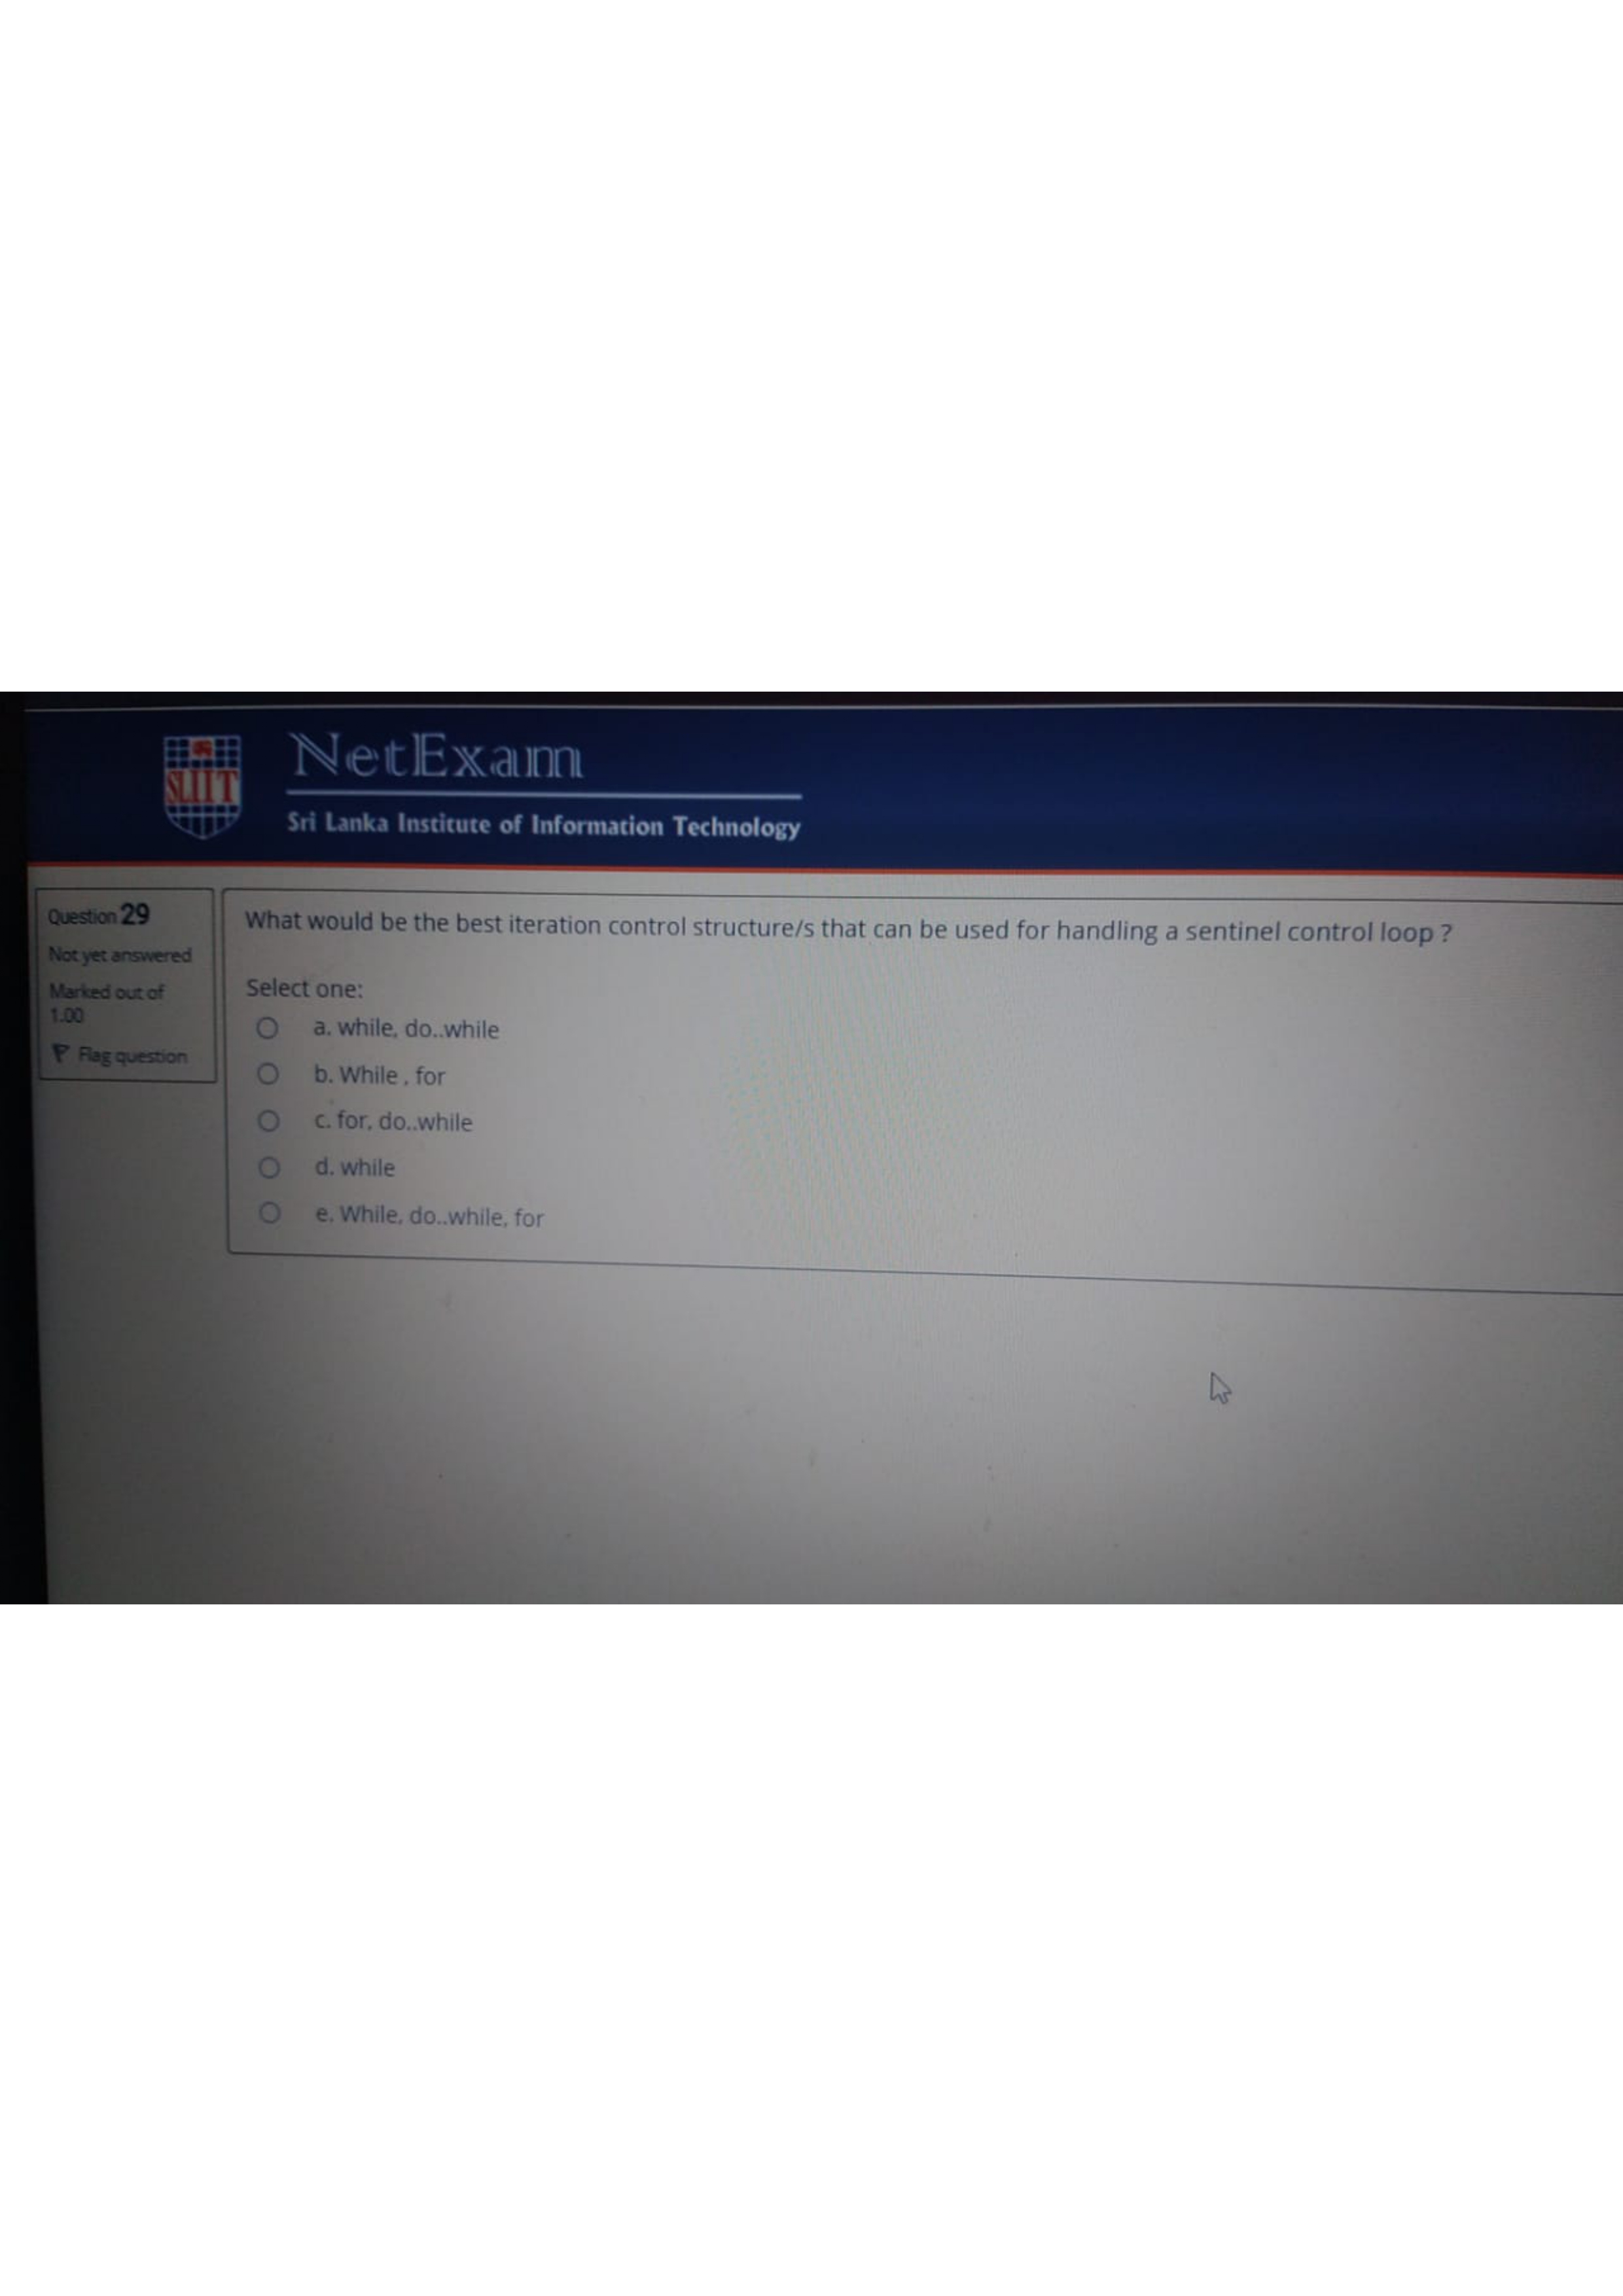 SLIIT
NetExam
Sri Lanka Institute of Information Technology
Question 29
Not yet answered
Marked out of
1.00
Flag question
What would be the best iteration control structure/s that can be used for handling a sentinel control loop ?
Select one:
a. while, do..while
b. While , for
c. for, do..while
d. while
e. While, do..while, for